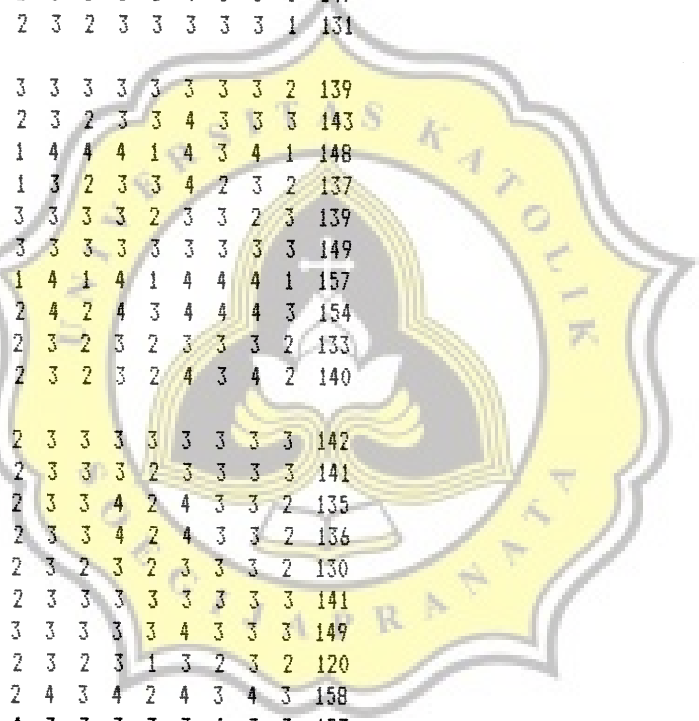 2 3 2 3 3 3 3 3 1 131
3 3 3 3 3 3 3 3 2 139
2 3 2 3 3 4 3 3 3 143
1 4 4 4 1 4 3 4 1 148
1 3 2 3 3 4 2 3 2 137
3 3 3 3 2 3 3 2 3 139
3 3 3 3 3 3 3 3 3 149
1 4 1 4 1 4 4 4 1 157
2 4 2 4 3 4 4 4 3 154
2 3 2 3 2 3 3 3 2 133
2 3 2 3 2 4 3 4 2 140
2 3 3 3 3 3 3 3 3 142
2 3 3 3 2 3 3 3 3 141
2 3 3 4 2 4 3 3 2 135
2 3 3 4 2 4 3 3 2 136
2 3 2 3 2 3 3 3 2 130
2 3 3 3 3 3 3 3 3 141
3 3 3 3 3 4 3 3 3 149
2 3 2 3 1 3 2 3 2 120
2 4 3 4 2 4 3 4 3 158
UNIVERSITAS KATOLIK
SOEGIJAPRANATA